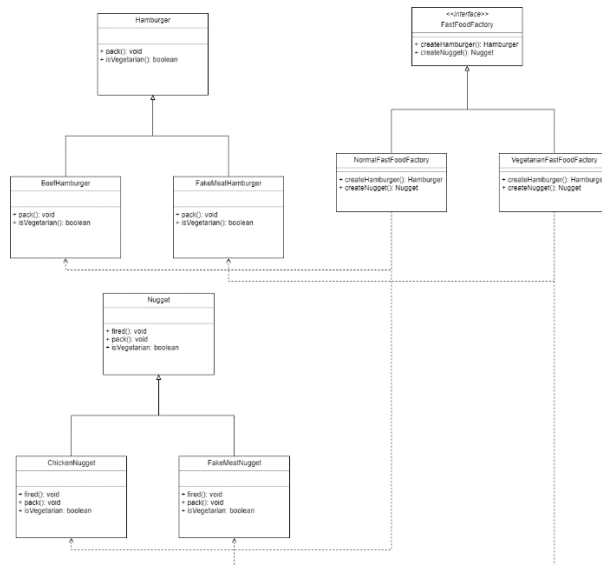 Hamburger
+ pack(): void
+ isVegetarian(): boolean
<<interface>>
FastFoodFactory
+ createHamburger(): Hamburger
+ createNugget(): Nugget
BeefHamburger
+ pack(): void
+ isVegetarian(): boolean
FakeMeatHamburger
+ pack(): void
+ isVegetarian(): boolean
NormalFastFoodFactory
+ createHamburger(): Hamburger
+ createNugget(): Nugget
VegetarianFastFoodFactory
+ createHamburger(): Hamburger
+ createNugget(): Nugget
Nugget
+ fired(): void
+ pack(): void
+ isVegetarian: boolean
ChickenNugget
+ fired(): void
+ pack(): void
+ isVegetarian: boolean
FakeMeatNugget
+ fired(): void
+ pack(): void
+ isVegetarian: boolean